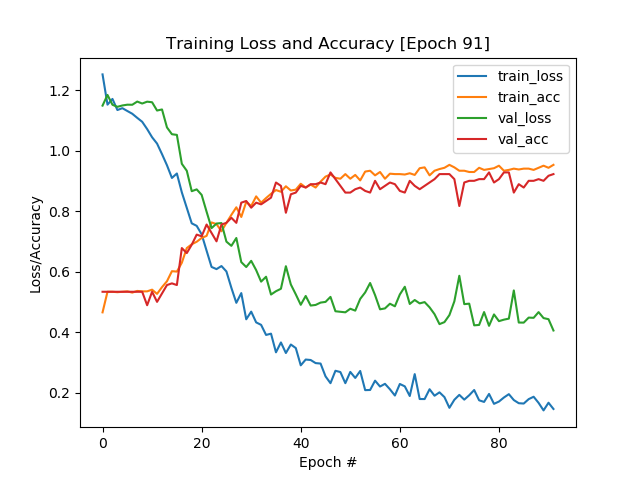 Training Loss and Accuracy [Epoch 91]
train_loss
train_acc
val_loss
val_acc
Loss/Accuracy
1.2
1.0
0.8
0.6
0.4
0.2
0
20
40
60
80
Epoch #